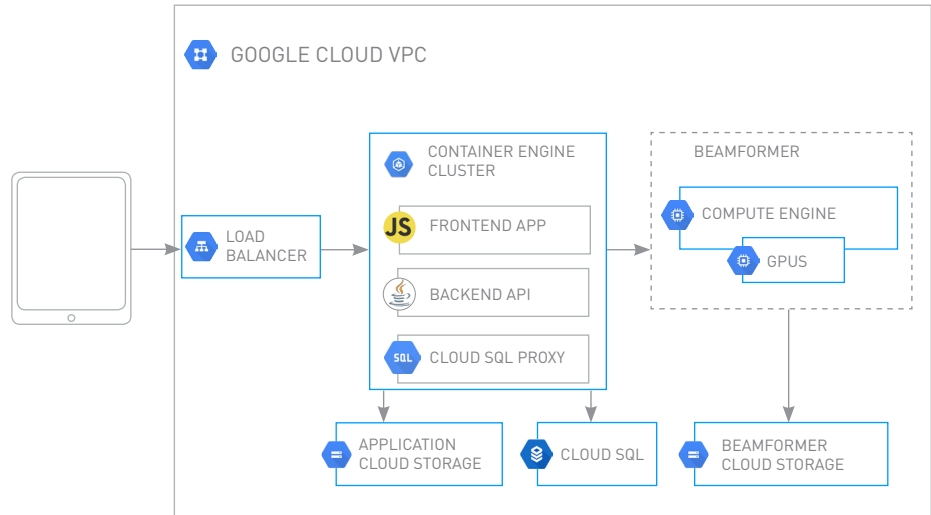 GOOGLE CLOUD VPC
CONTAINER ENGINE
CLUSTER
BEAMFORMER
JS
FRONTEND APP
COMPUTE ENGINE
LOAD
BALANCER
GPUS
BACKEND API
SQL
CLOUD SQL PROXY
APPLICATION
CLOUD STORAGE
CLOUD SQL
BEAMFORMER
CLOUD STORAGE